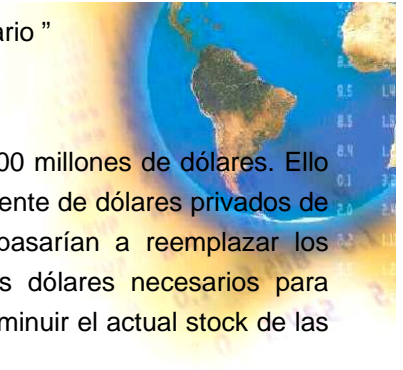 ario ”
00 millones de dólares. Ello
ente de dólares privados de
pasarían a reemplazar los
s dólares necesarios para
minuir el actual stock de las